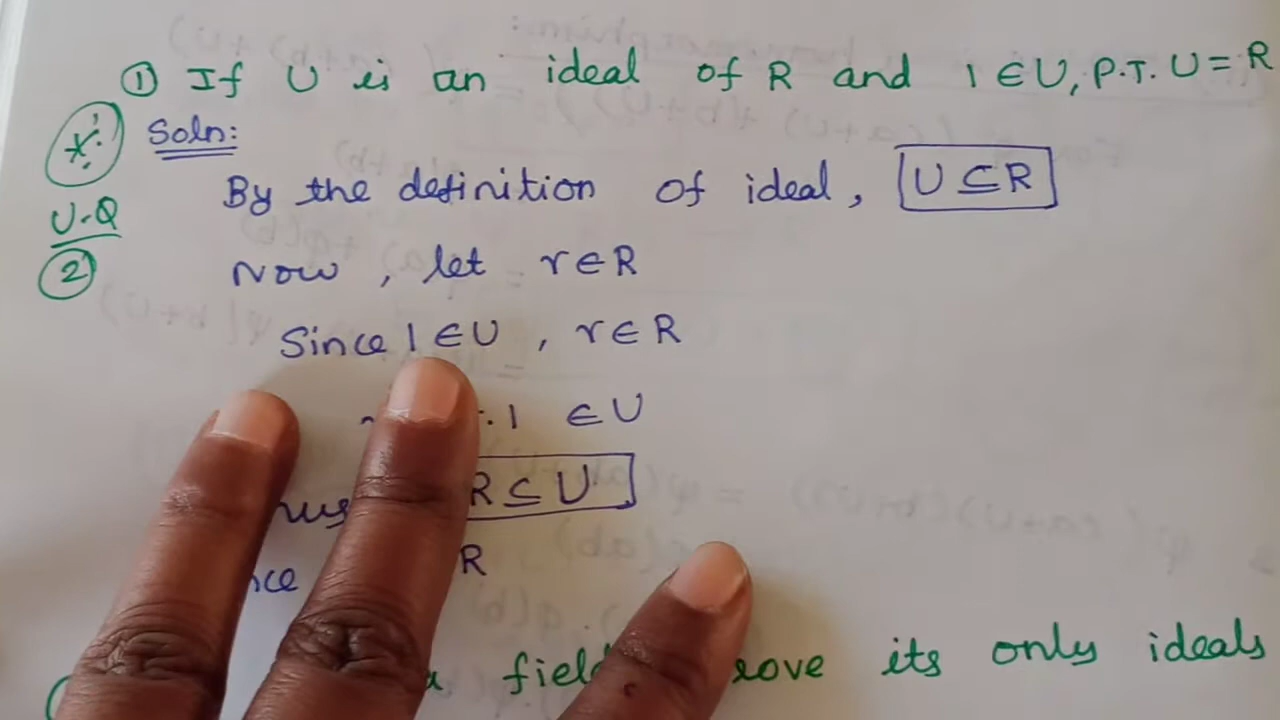 ① If U is an ideal of R and 1 ∈ U, P.T. U = R
Soln:
By the definition of ideal, U ⊆ R
U.Q
② Now, let r ∈ R
Since 1 ∈ U, r ∈ R
.1 ∈ U
R ⊆ U
R
a field its only ideals